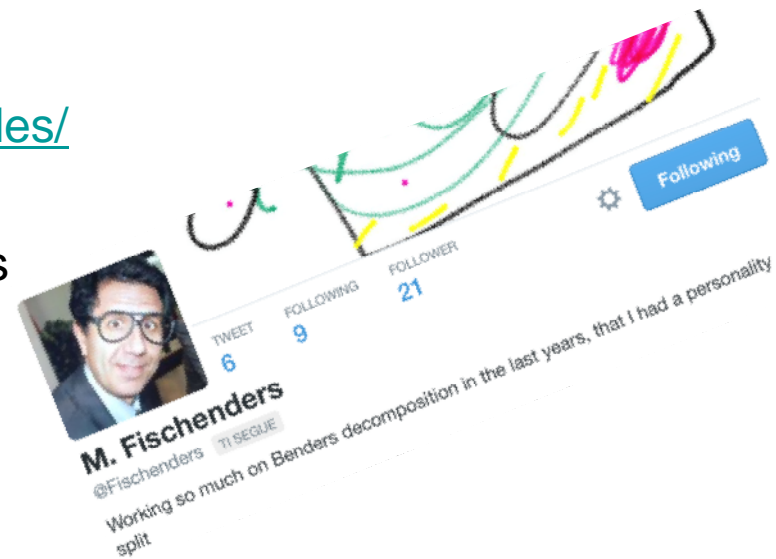 les/
s
Following
TWEET FOLLOWING FOLLOWER
6 9 21
M. Fischenders
@Fischenders TI SEGUE
Working so much on Benders decomposition in the last years, that I had a personality
split